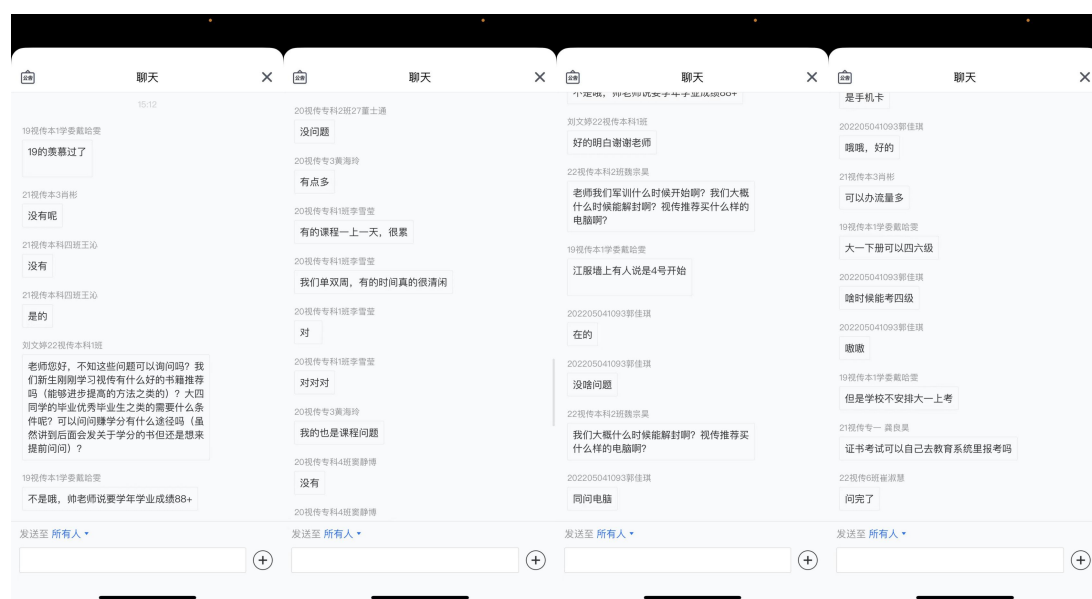 公告
聊天
15:12
19视传本1学委戴哈雯
19的羡慕过了
21视传本3肖彬
没有呢
21视传本科四班王沁
没有
21视传本科四班王沁
是的
刘文婷22视传本科1班
老师您好，不知这些问题可以询问吗？我
们新生刚刚学习视传有什么好的书籍推荐
吗（能够进步提高的方法之类的）？大四
同学的毕业优秀毕业生之类的需要什么条
件呢？可以问问赚学分有什么途径吗（虽
然讲到后面会发关于学分的书但还是想来
提前问问）？
19视传本1学委戴哈雯
不是哦，帅老师说要学年学业成绩88+
发送至 所有人
公告
聊天
20视传专科2班27董士通
没问题
20视传专3黄海玲
有点多
20视传专科1班李雪莹
有的课程一上一天，很累
20视传专科1班李雪莹
我们单双周，有的时间真的很清闲
20视传专科1班李雪莹
对
20视传专科1班李雪莹
对对对
20视传专3黄海玲
我的也是课程问题
20视传专科4班窦静博
没有
20视传专科4班窦静博
发送至 所有人
公告
聊天
不是哦，帅老师说要学年学业成绩88+
刘文婷22视传本科1班
好的明白谢谢老师
22视传本科2班魏宗昊
老师我们军训什么时候开始啊？我们大概
什么时候能解封啊？视传推荐买什么样的
电脑啊？
19视传本1学委戴哈雯
江服墙上有人说是4号开始
202205041093郭佳琪
在的
202205041093郭佳琪
没啥问题
22视传本科2班魏宗昊
我们大概什么时候能解封啊？视传推荐买
什么样的电脑啊？
202205041093郭佳琪
同问电脑
发送至 所有人
公告
聊天
是手机卡
202205041093郭佳琪
哦哦，好的
21视传本3肖彬
可以办流量多
19视传本1学委戴哈雯
大一下册可以四六级
202205041093郭佳琪
啥时候能考四级
202205041093郭佳琪
嗷嗷
19视传本1学委戴哈雯
但是学校不安排大一上考
21视传专一 龚良昊
证书考试可以自己去教育系统里报考吗
22视传6班崔淑慧
问完了
发送至 所有人